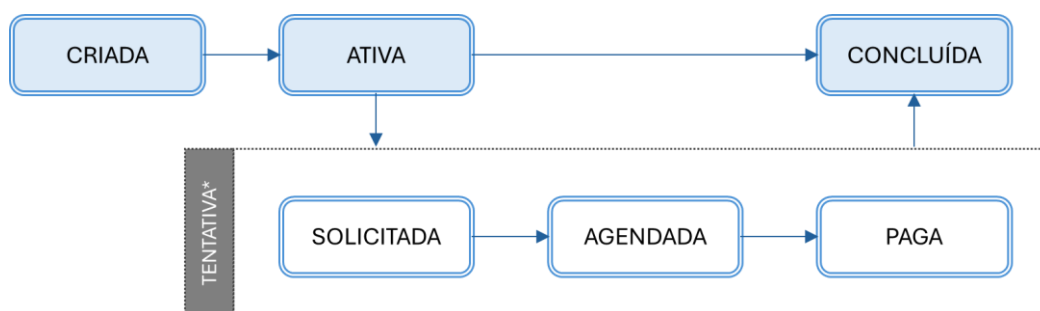 CRIADA
ATIVA
CONCLUÍDA
TENTATIVA*
SOLICITADA
AGENDADA
PAGA